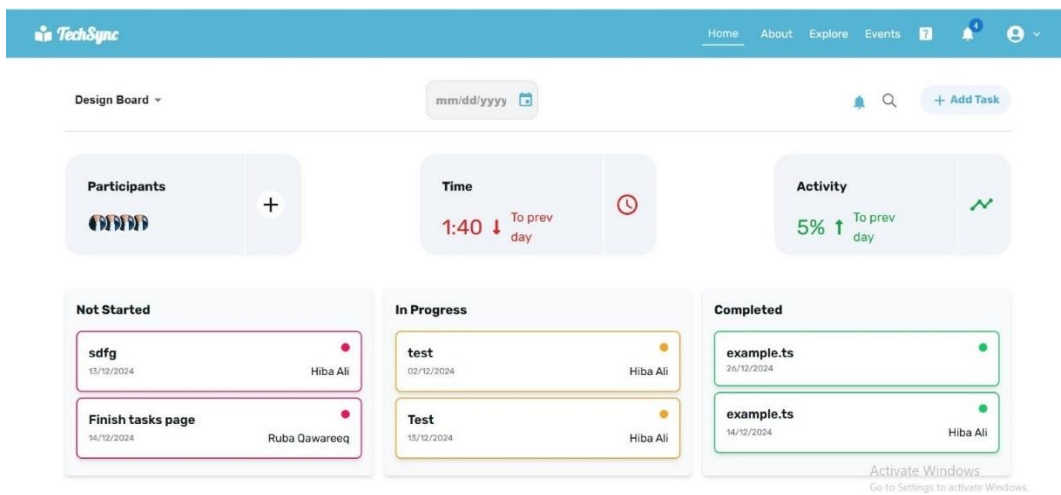 TechSync
Home About Explore Events ? 4
Design Board
mm/dd/yyyy
+ Add Task
Participants
+
Time
1:40 ↓ To prev
day
Activity
5% ↑ To prev
day
Not Started
sdfg
13/12/2024 Hiba Ali
Finish tasks page
14/12/2024 Ruba Qawareeq
In Progress
test
02/12/2024 Hiba Ali
Test
13/12/2024 Hiba Ali
Completed
example.ts
26/12/2024
example.ts
14/12/2024 Hiba Ali
Activate Windows
Go to Settings to activate Windows.